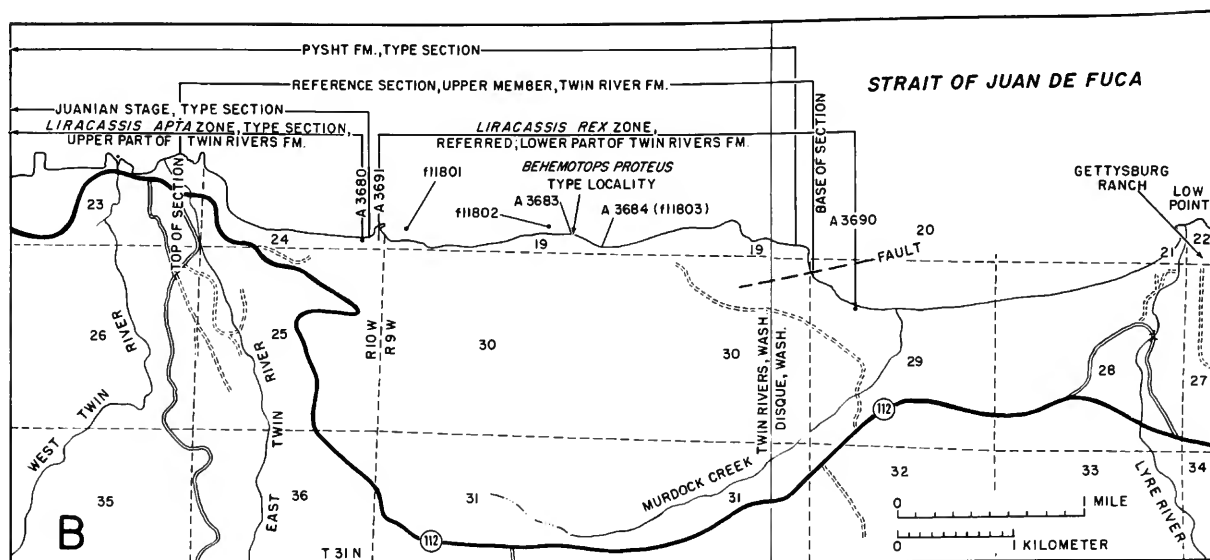 PYSHT FM., TYPE SECTION
REFERENCE SECTION, UPPER MEMBER, TWIN RIVER FM.
STRAIT OF JUAN DE FUCA
JUANIAN STAGE, TYPE SECTION
LIRACASSIS APTA ZONE, TYPE SECTION,
UPPER PART OF TWIN RIVERS FM.
LIRACASSIS REX ZONE,
REFERRED; LOWER PART OF TWIN RIVERS FM.
BEHEMOTOPS PROTEUS
TYPE LOCALITY
GETTYSBURG
RANCH
LOW
POINT
A 3680
A 3691
f11801
f11802
A 3683
A 3684 (f11803)
BASE OF SECTION
A 3690
TOP OF SECTION
23
24
19
19
20
21
22
FAULT
26
25
30
30
29
28
27
R10 W
R 9 W
TWIN RIVERS, WASH.
DISQUE, WASH.
WEST TWIN RIVER
EAST TWIN RIVER
112
35
36
31
31
32
33
34
MURDOCK CREEK
LYRE RIVER
0 1 MILE
0 1 KILOMETER
112
T 31 N
B